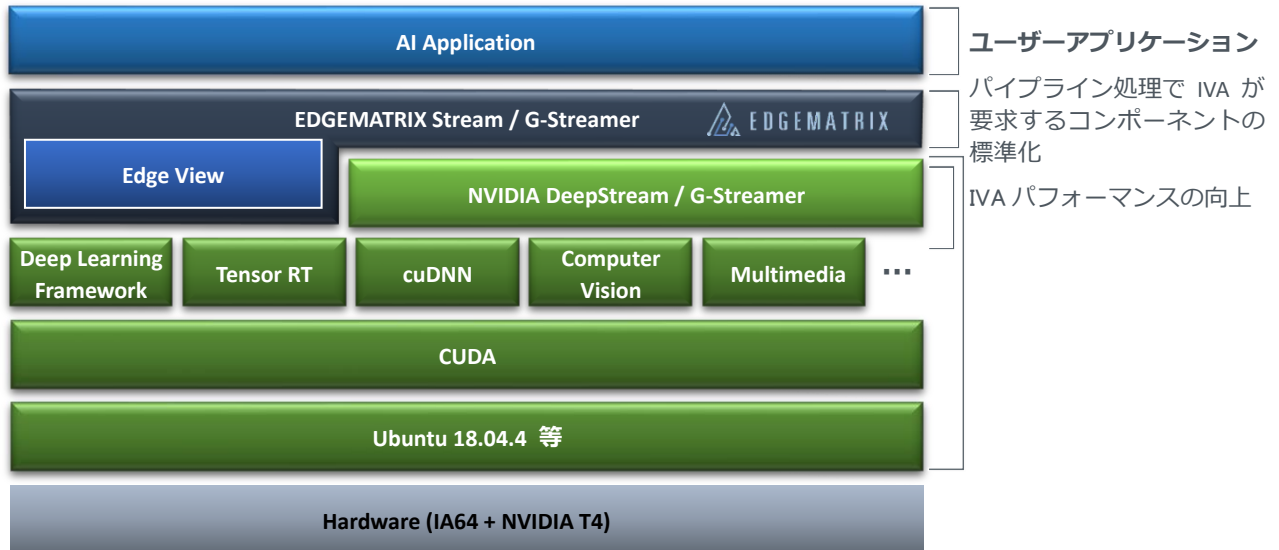 AI Application
ユーザーアプリケーション
EDGEMATRIX Stream / G-Streamer
EDGEMATRIX
パイプライン処理で IVA が
要求するコンポーネントの
標準化
Edge View
NVIDIA DeepStream / G-Streamer
IVA パフォーマンスの向上
Deep Learning
Framework
Tensor RT
cuDNN
Computer
Vision
Multimedia
...
CUDA
Ubuntu 18.04.4 等
Hardware (IA64 + NVIDIA T4)